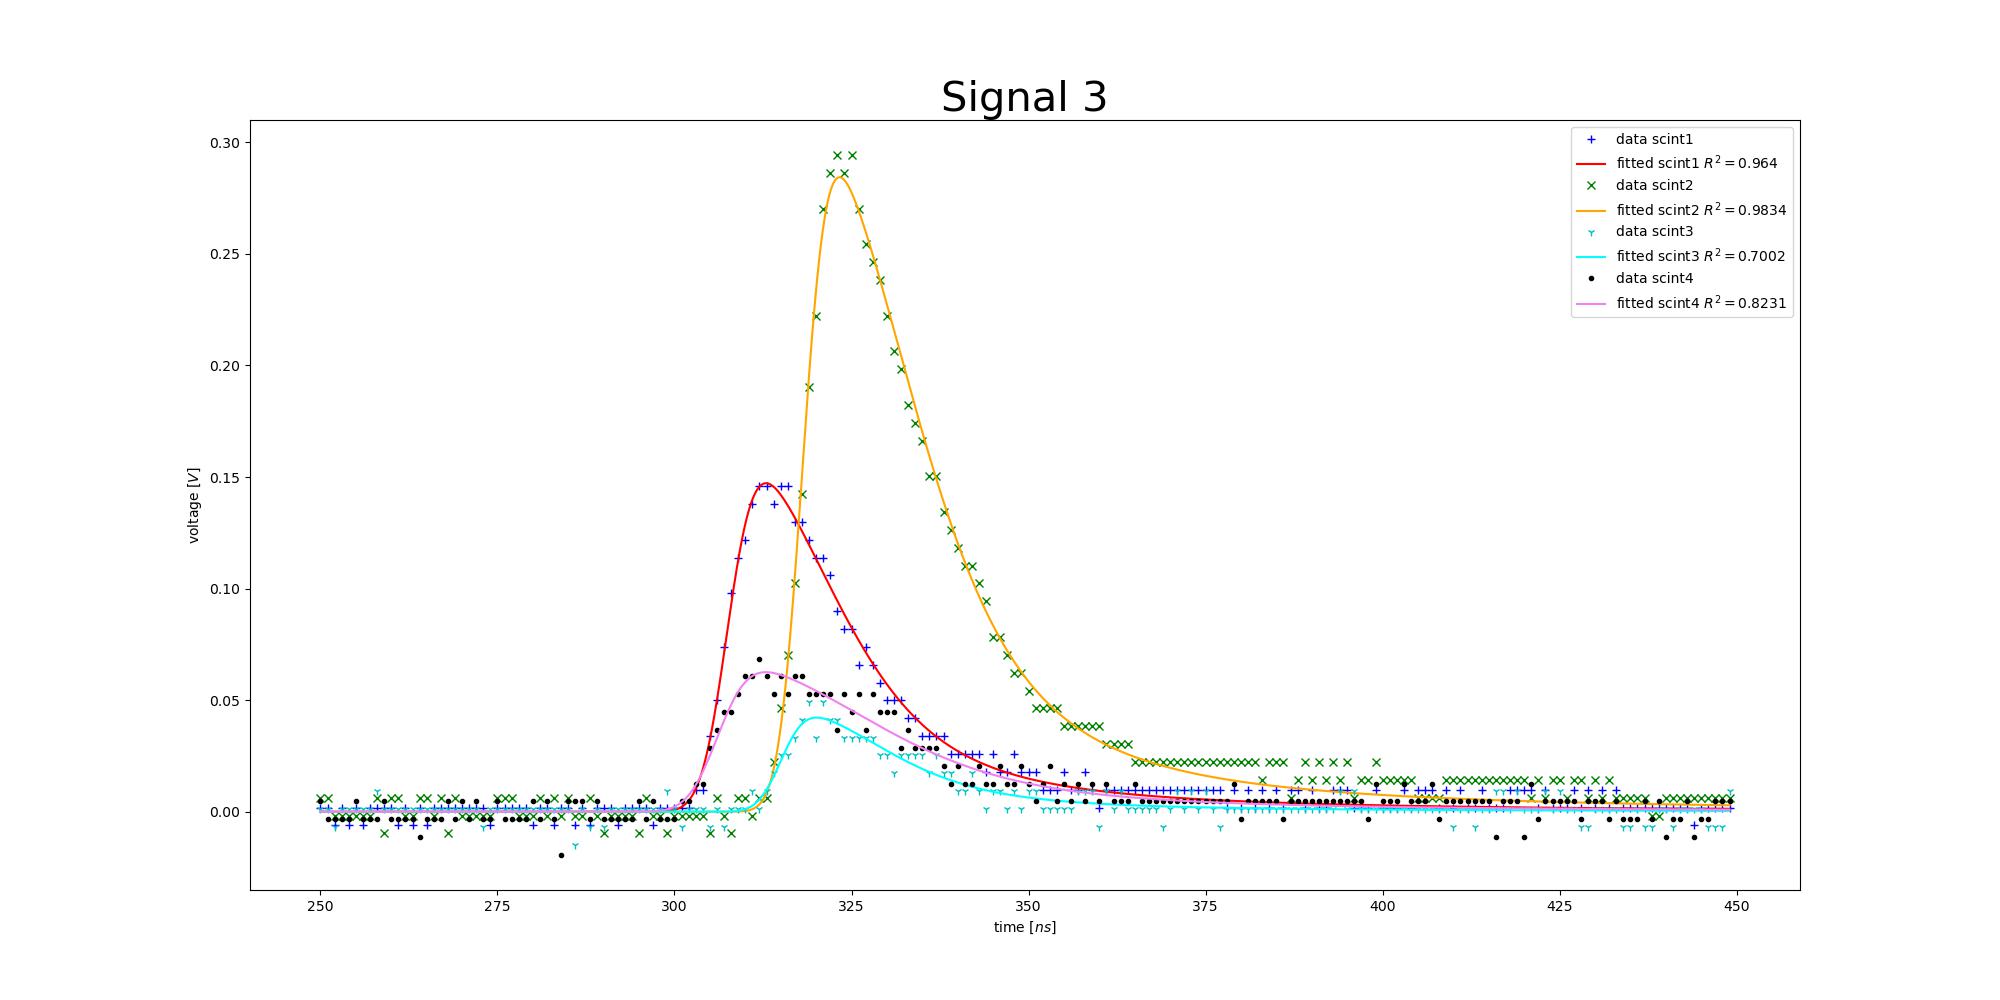 Signal 3
data scint1
fitted scint1 R² = 0.964
data scint2
fitted scint2 R² = 0.9834
data scint3
fitted scint3 R² = 0.7002
data scint4
fitted scint4 R² = 0.8231
0.30
0.25
0.20
0.15
0.10
0.05
0.00
voltage [V]
250 275 300 325 350 375 400 425 450
time [ns]